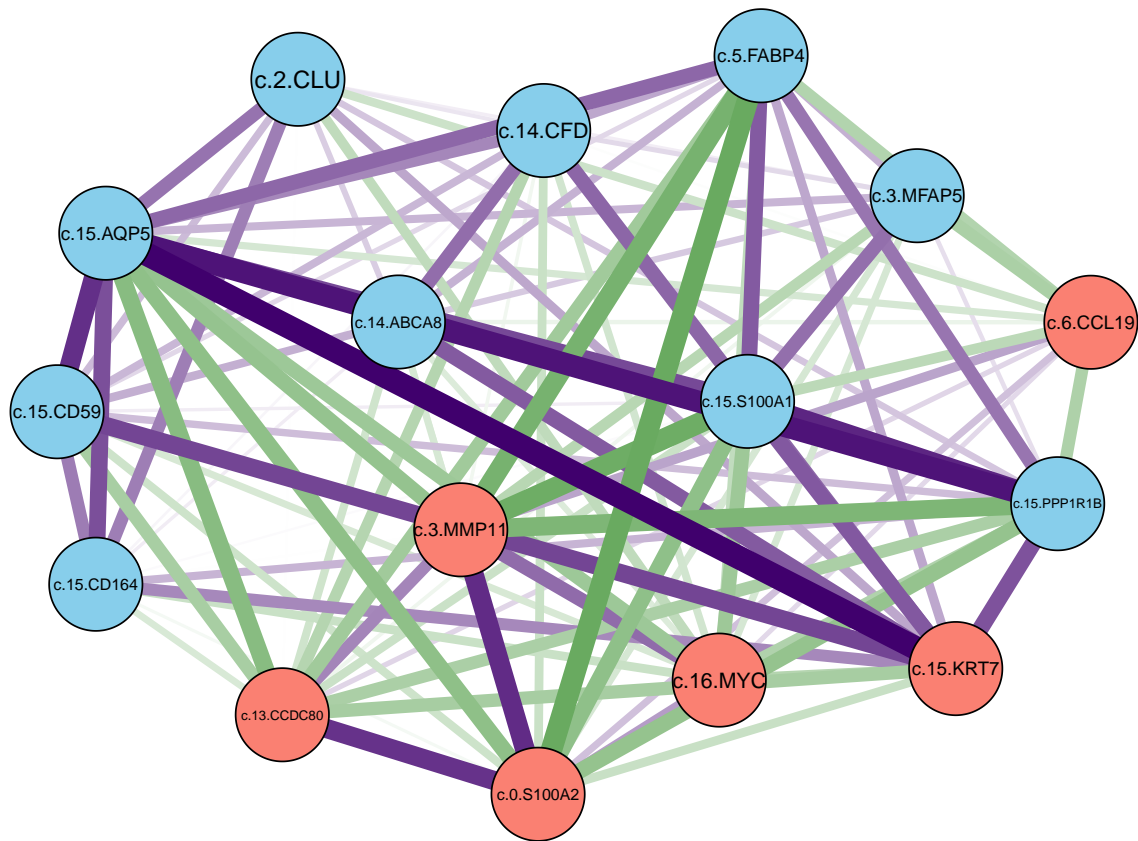 c.5.FABP4
c.2.CLU
c.14.CFD
c.3.MFAP5
c.15.AQP5
c.14.ABCA8
c.6.CCL19
c.15.S100A1
c.15.CD59
c.15.PPP1R1B
c.3.MMP11
c.15.CD164
c.15.KRT7
c.16.MYC
c.13.CCDC80
c.0.S100A2